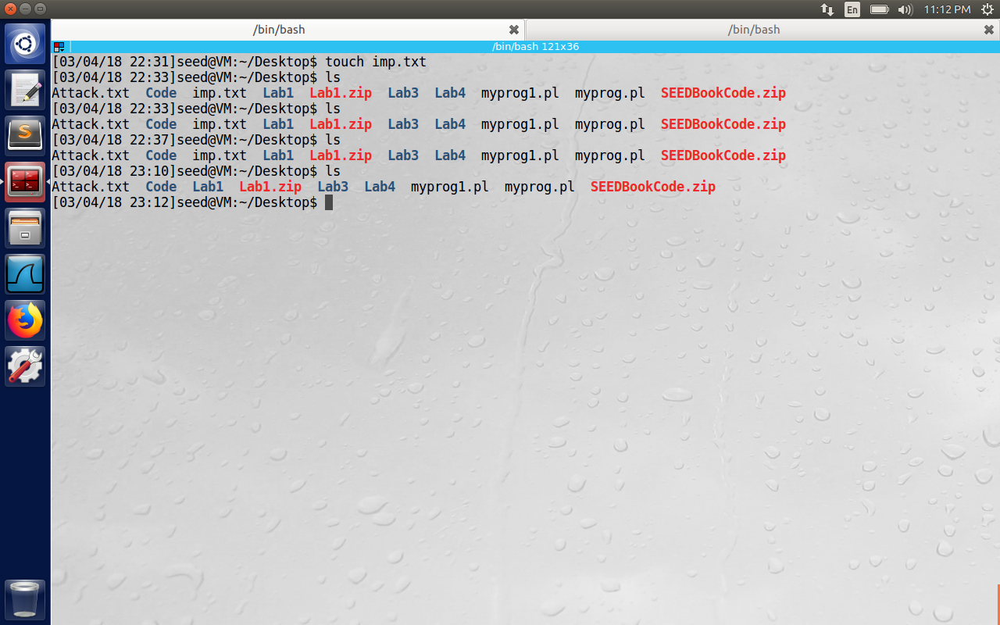 En 11:12 PM
/bin/bash /bin/bash
/bin/bash 121x36
[03/04/18 22:31]seed@VM:~/Desktop$ touch imp.txt
[03/04/18 22:33]seed@VM:~/Desktop$ ls
Attack.txt  Code  imp.txt  Lab1  Lab1.zip  Lab3  Lab4  myprog1.pl  myprog.pl  SEEDBookCode.zip
[03/04/18 22:33]seed@VM:~/Desktop$ ls
Attack.txt  Code  imp.txt  Lab1  Lab1.zip  Lab3  Lab4  myprog1.pl  myprog.pl  SEEDBookCode.zip
[03/04/18 22:37]seed@VM:~/Desktop$ ls
Attack.txt  Code  imp.txt  Lab1  Lab1.zip  Lab3  Lab4  myprog1.pl  myprog.pl  SEEDBookCode.zip
[03/04/18 23:10]seed@VM:~/Desktop$ ls
Attack.txt  Code  Lab1  Lab1.zip  Lab3  Lab4  myprog1.pl  myprog.pl  SEEDBookCode.zip
[03/04/18 23:12]seed@VM:~/Desktop$